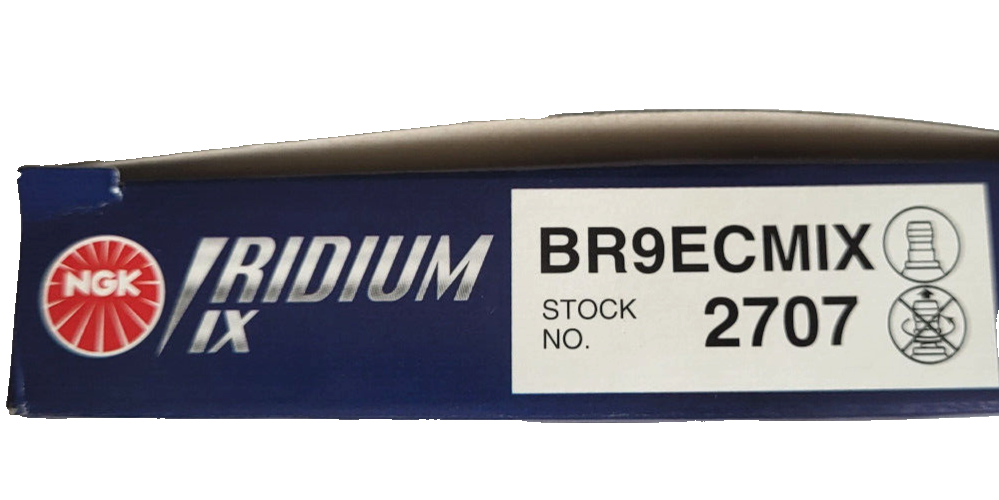 NGK
IRIDIUM
IX
BR9ECMIX
STOCK
NO.
2707